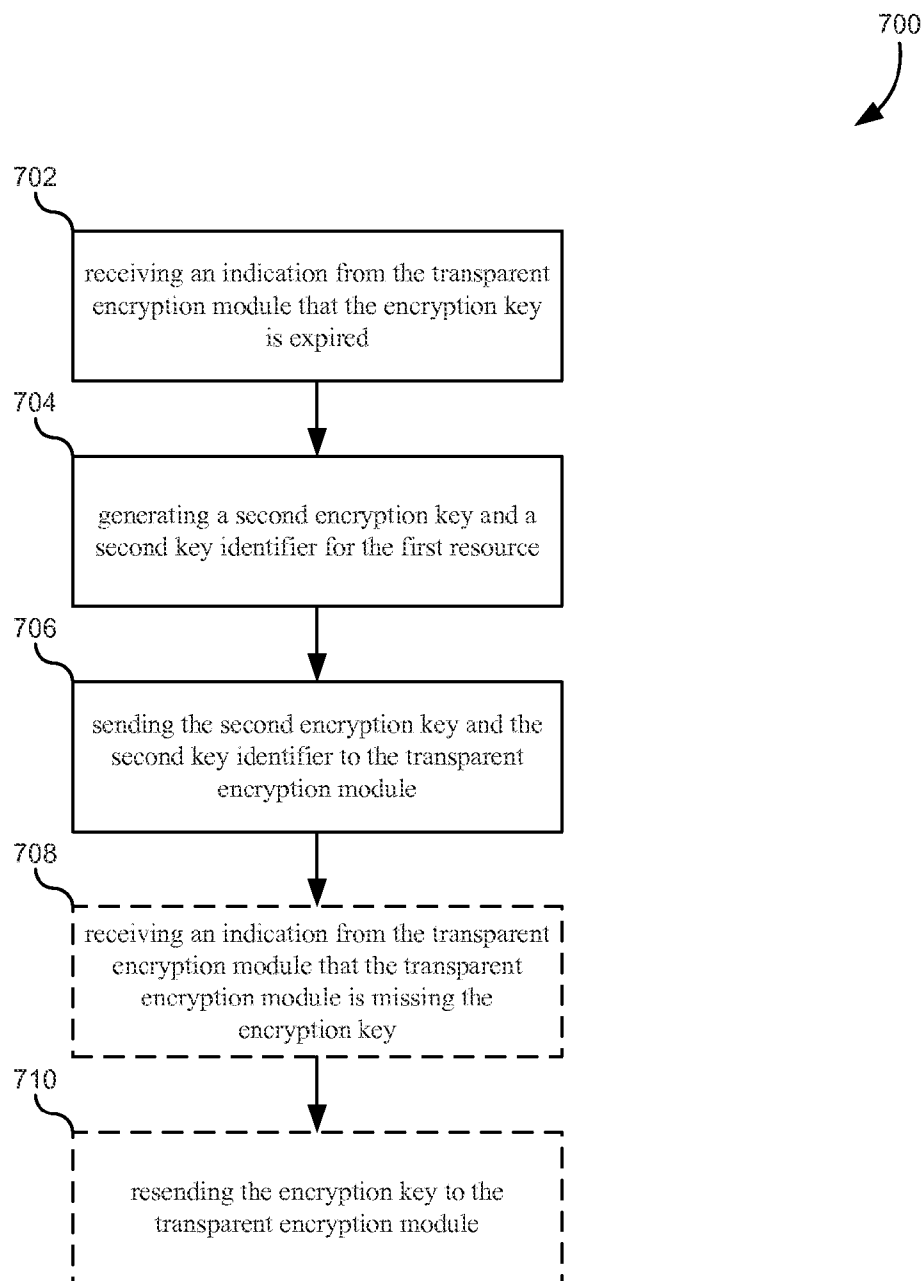 700
702
receiving an indication from the transparent
encryption module that the encryption key
is expired
704
generating a second encryption key and a
second key identifier for the first resource
706
sending the second encryption key and the
second key identifier to the transparent
encryption module
708
receiving an indication from the transparent
encryption module that the transparent
encryption module is missing the
encryption key
710
resending the encryption key to the
transparent encryption module